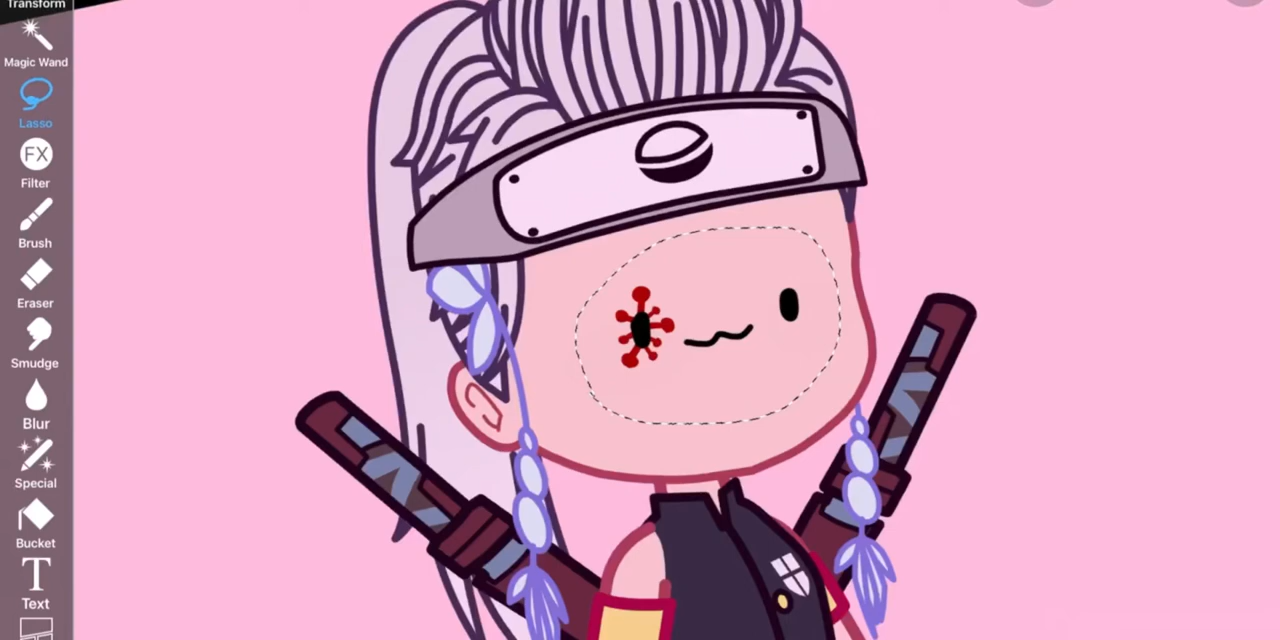 Transform
Magic Wand
Lasso
FX
Filter
Brush
Eraser
Smudge
Blur
Special
Bucket
T
Text